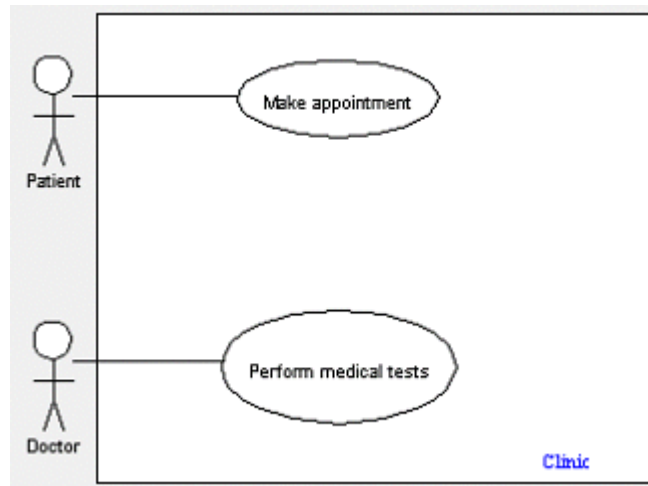 Make appointment
Patient
Perform medical tests
Doctor
Clinic